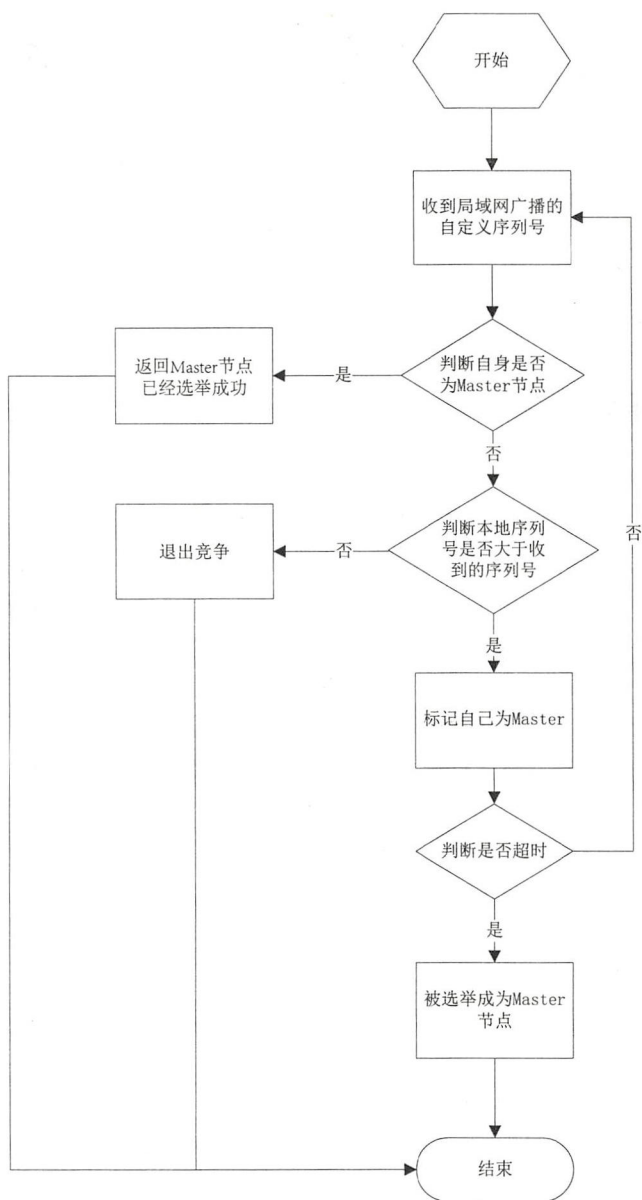 开始
收到局域网广播的
自定义序列号
判断自身是否
为Master节点
是
返回Master节点
已经选举成功
否
判断本地序列
号是否大于收
到的序列号
否
退出竞争
否
是
标记自己为Master
判断是否超时
是
被选举成为Master
节点
结束